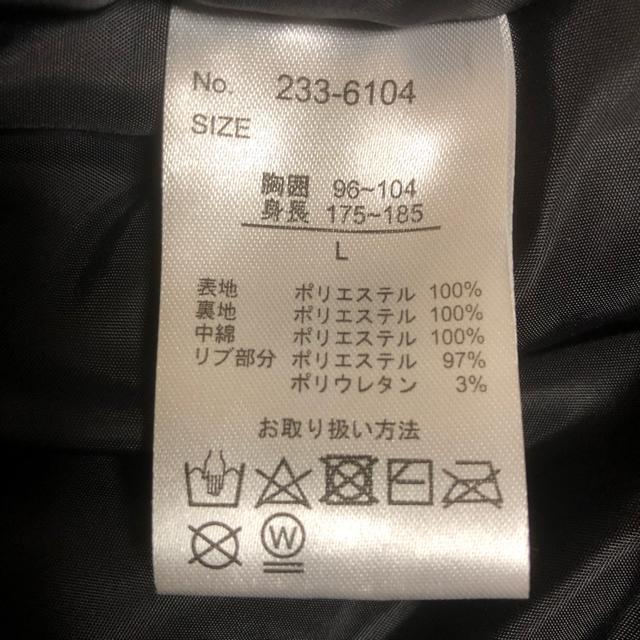 No. 233-6104
SIZE
胸囲 96~104
身長 175~185
L
表地 ポリエステル 100%
裏地 ポリエステル 100%
中綿 ポリエステル 100%
リブ部分 ポリエステル 97%
ポリウレタン 3%
お取り扱い方法
W